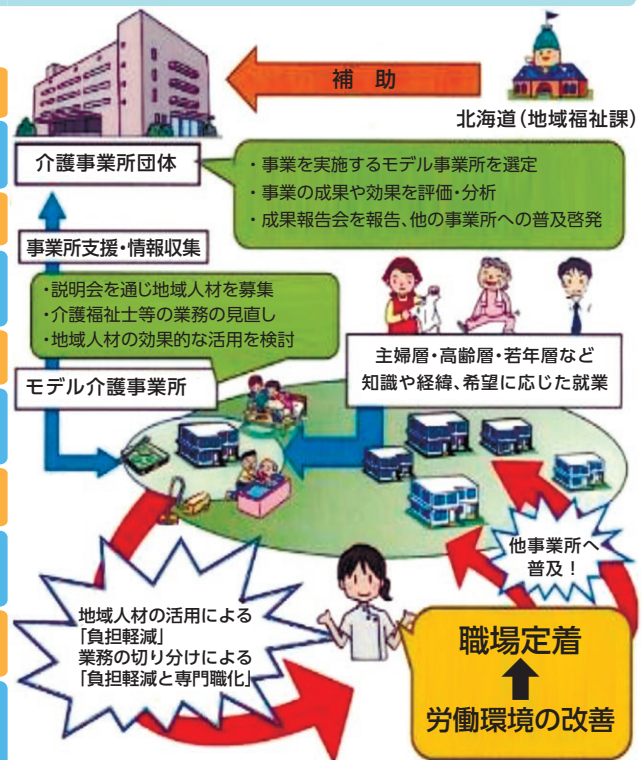 補 助
北海道(地域福祉課)
介護事業所団体
・事業を実施するモデル事業所を選定
・事業の成果や効果を評価・分析
・成果報告会を報告、他の事業所への普及啓発
事業所支援・情報収集
・説明会を通じ地域人材を募集
・介護福祉士等の業務の見直し
・地域人材の効果的な活用を検討
モデル介護事業所
主婦層・高齢層・若年層など
知識や経緯、希望に応じた就業
他事業所へ
普及!
地域人材の活用による
「負担軽減」
業務の切り分けによる
「負担軽減と専門職化」
職場定着
労働環境の改善